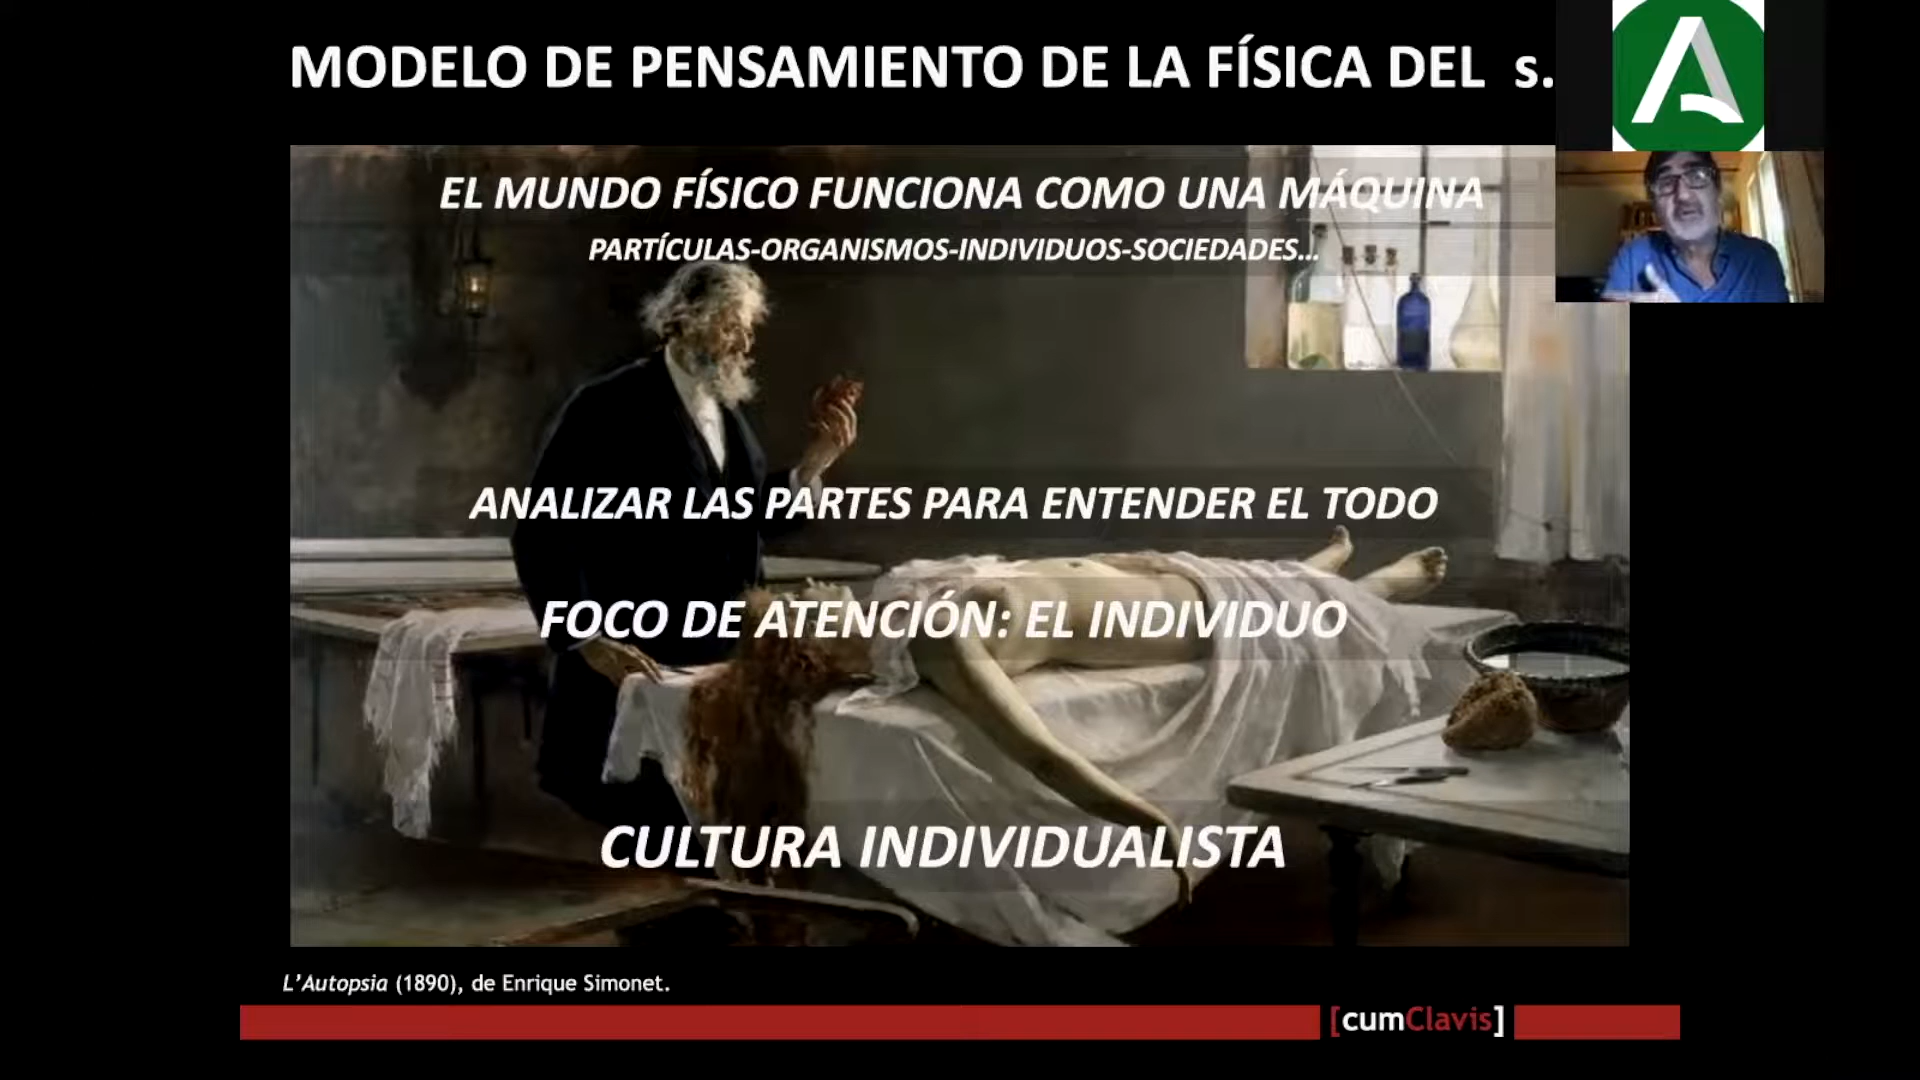 MODELO DE PENSAMIENTO DE LA FÍSICA DEL s.
EL MUNDO FÍSICO FUNCIONA COMO UNA MÁQUINA
PARTÍCULAS-ORGANISMOS-INDIVIDUOS-SOCIEDADES...
ANALIZAR LAS PARTES PARA ENTENDER EL TODO
FOCO DE ATENCIÓN: EL INDIVIDUO
CULTURA INDIVIDUALISTA
L'Autopsia (1890), de Enrique Simonet.
[cumClavis]